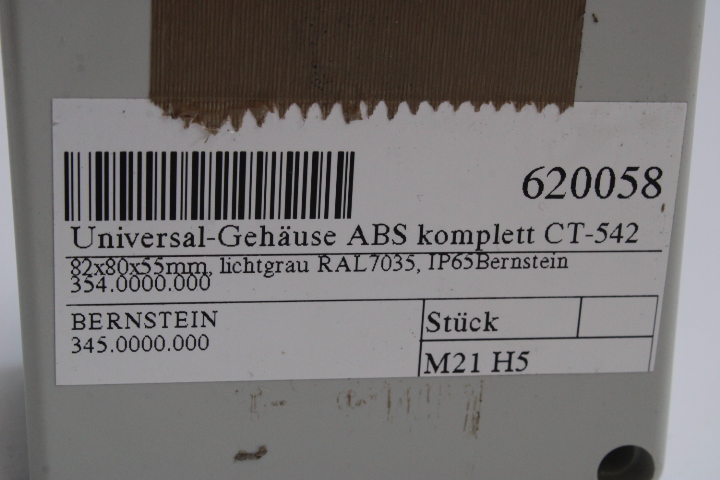 620058
Universal-Gehäuse ABS komplett CT-542
82x80x55mm, lichtgrau RAL7035, IP65Bernstein
354.0000.000
BERNSTEIN
Stück
345.0000.000
M21 H5